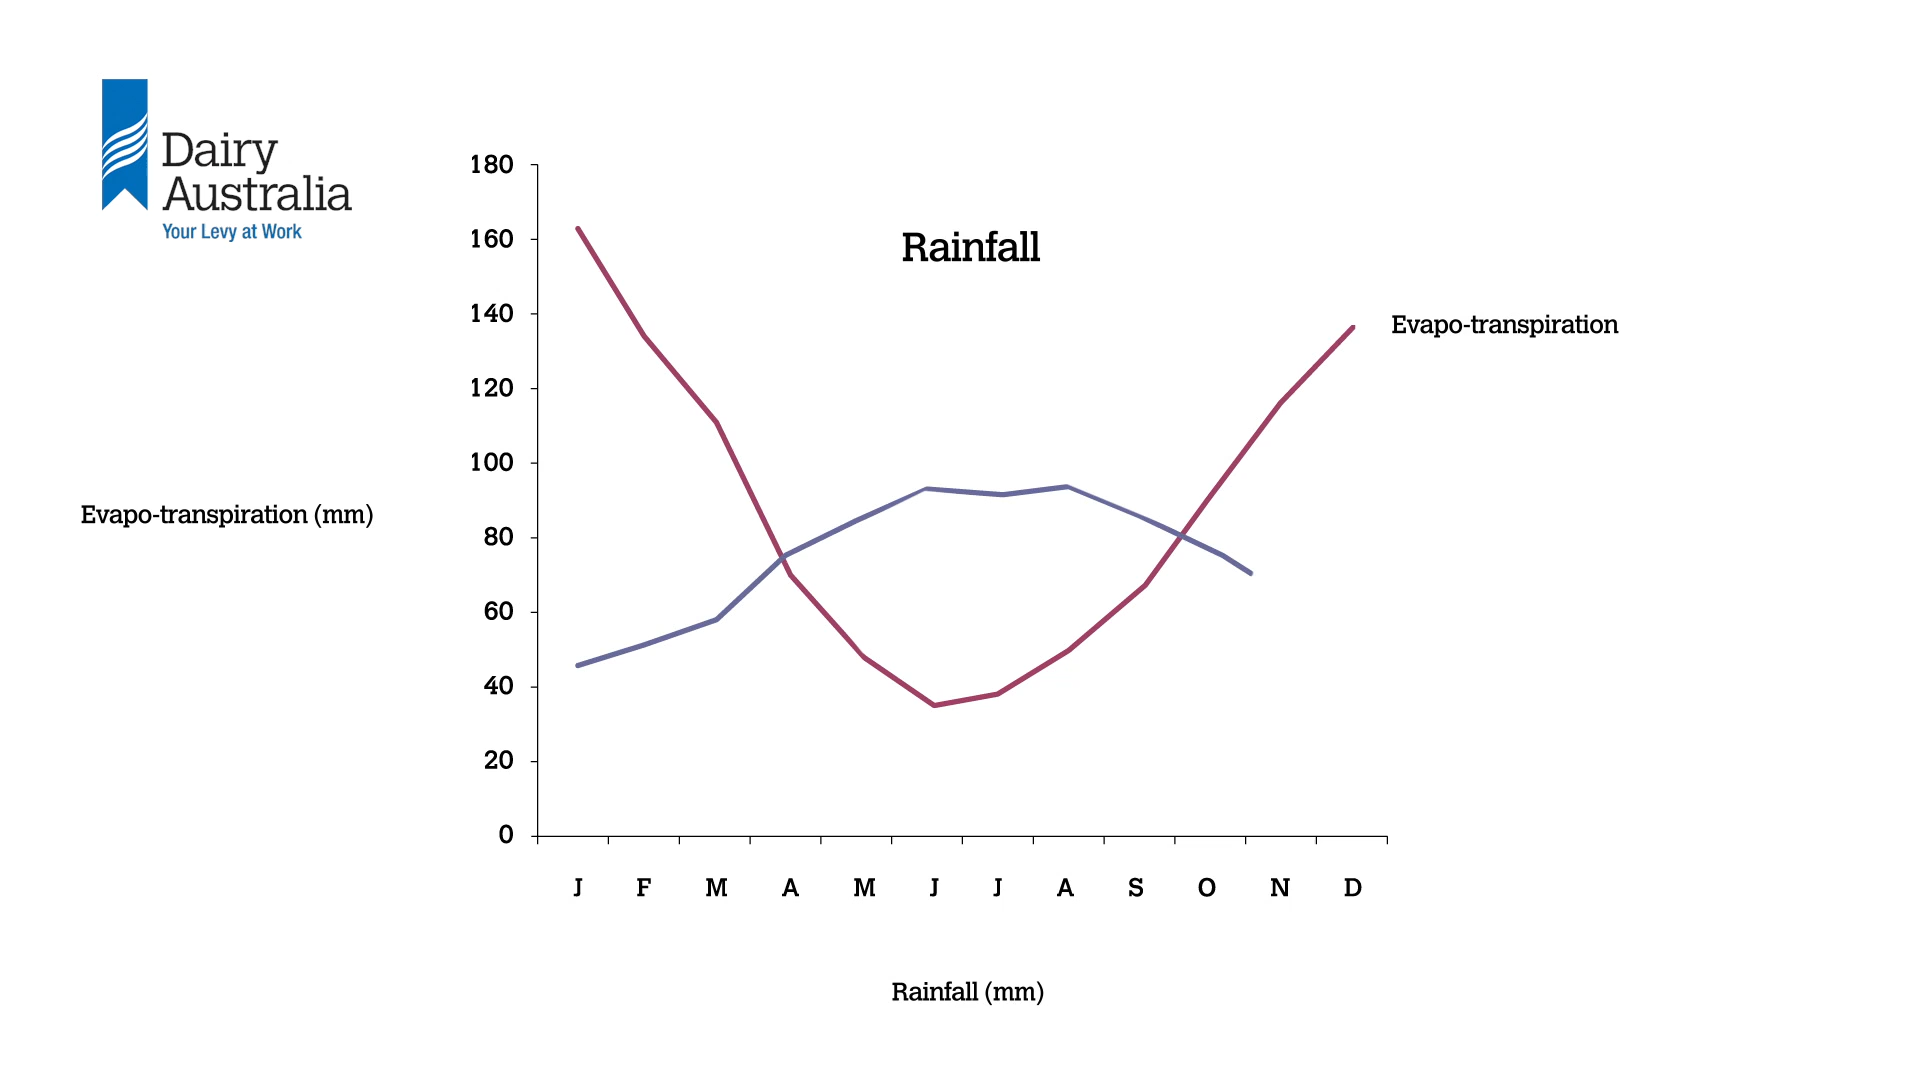 Dairy
Australia
Your Levy at Work
Rainfall
Evapo-transpiration
Evapo-transpiration (mm)
180
160
140
120
100
80
60
40
20
0
J F M A M J J A S O N D
Rainfall (mm)